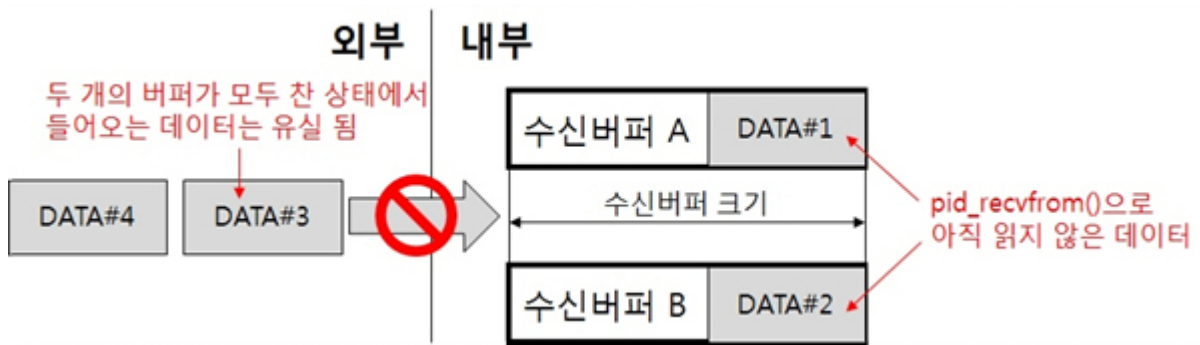 외부
내부
두 개의 버퍼가 모두 찬 상태에서
들어오는 데이터는 유실 됨
수신버퍼 A
DATA#1
DATA#4
DATA#3
수신버퍼 크기
pid_recvfrom()으로
아직 읽지 않은 데이터
수신버퍼 B
DATA#2